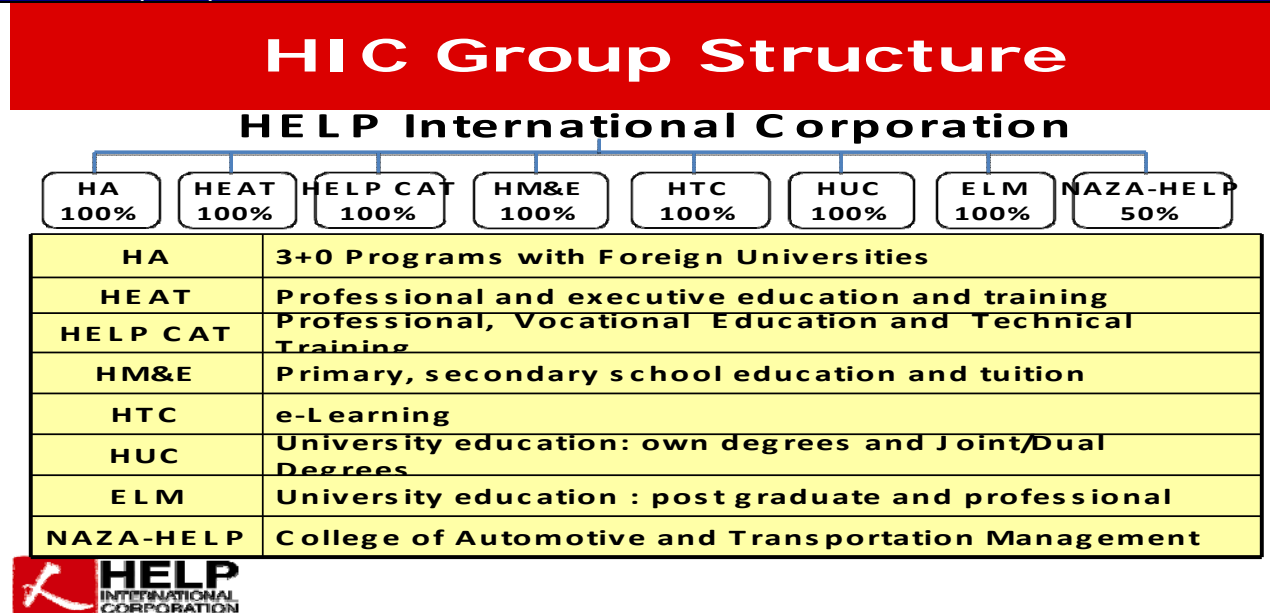 HIC Group Structure
HELP International Corporation
HA HEAT HELP CAT HM&E HTC HUC ELM NAZA-HELP
100% 100% 100% 100% 100% 100% 100% 50%
HA 3+0 Programs with Foreign Universities
HEAT Professional and executive education and training
HELP CAT Professional, Vocational Education and Technical
Training
HM&E Primary, secondary school education and tuition
HTC e-Learning
HUC University education: own degrees and Joint/Dual
Degrees
ELM University education : post graduate and professional
NAZA-HELP College of Automotive and Transportation Management
HELP
INTERNATIONAL
CORPORATION